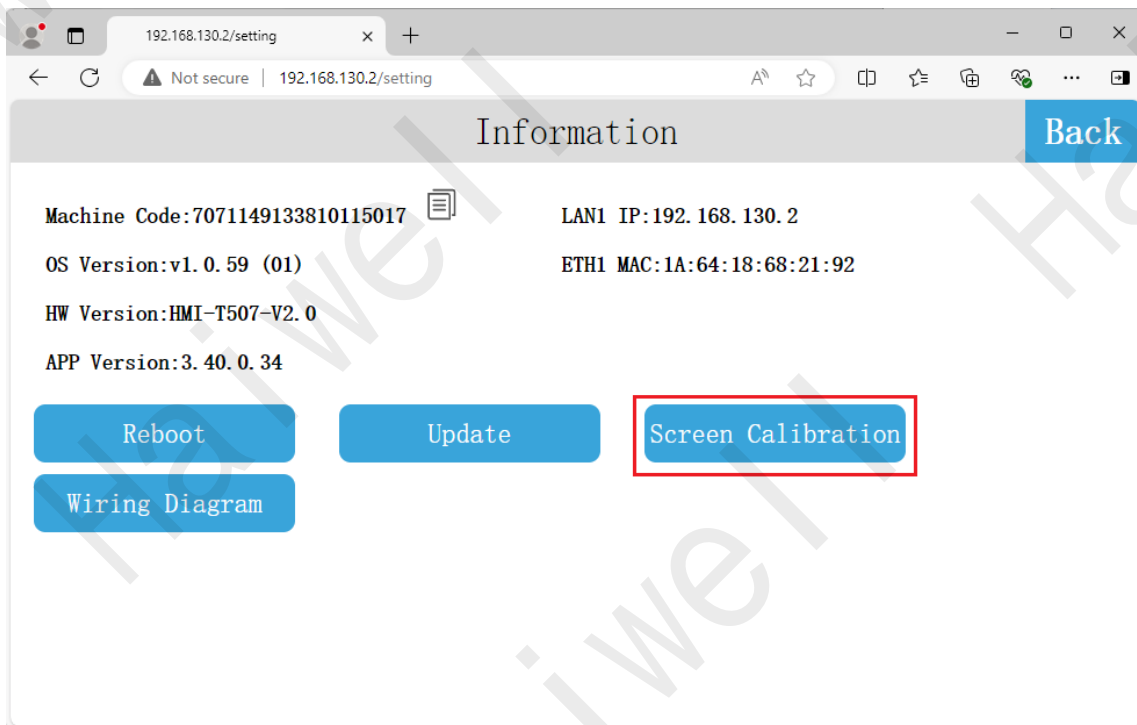 192.168.130.2/setting
Not secure 192.168.130.2/setting
Information
Back
Machine Code:7071149133810115017
LAN1 IP:192.168.130.2
OS Version:v1.0.59 (01)
ETH1 MAC:1A:64:18:68:21:92
HW Version:HMI-T507-V2.0
APP Version:3.40.0.34
Reboot
Update
Screen Calibration
Wiring Diagram
Haiwell
Haiwell
Ha